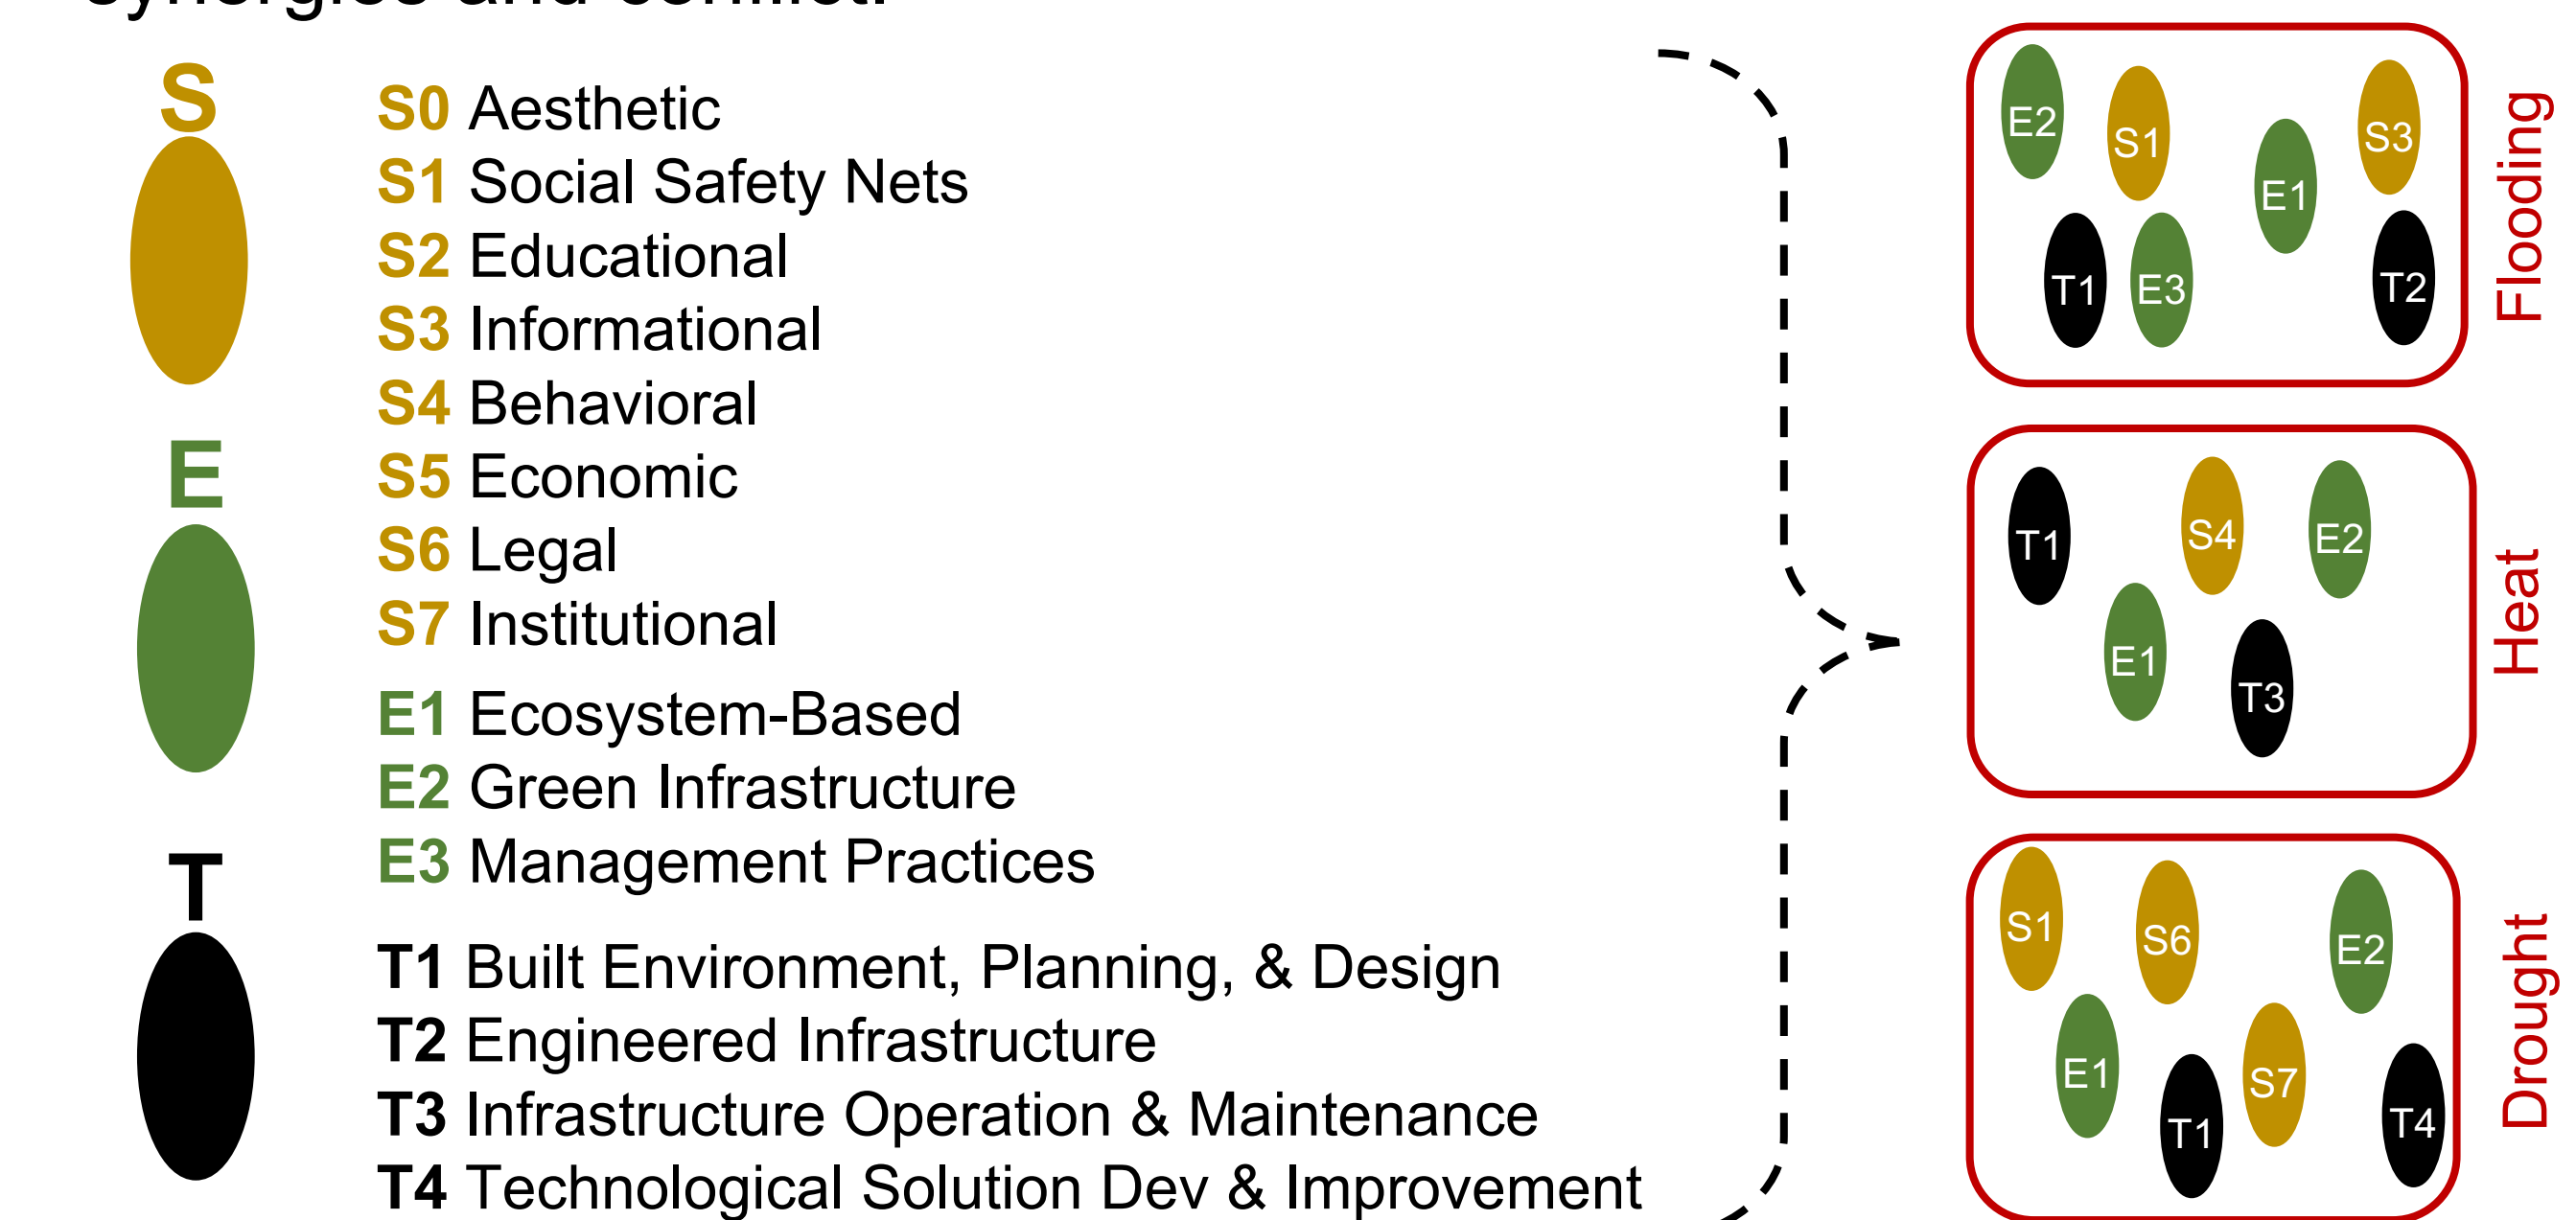 synergies and conflict.
S
S0 Aesthetic
S1 Social Safety Nets
S2 Educational
S3 Informational
S4 Behavioral
E
S5 Economic
S6 Legal
S7 Institutional
E1 Ecosystem-Based
E2 Green Infrastructure
E3 Management Practices
T
T1 Built Environment, Planning, & Design
T2 Engineered Infrastructure
T3 Infrastructure Operation & Maintenance
T4 Technological Solution Dev & Improvement
E2 S1 E1 S3
T1 E3 T2
Flooding
T1 S4 E2
E1 T3
Heat
S1 S6 E2
E1 T1 S7 T4
Drought